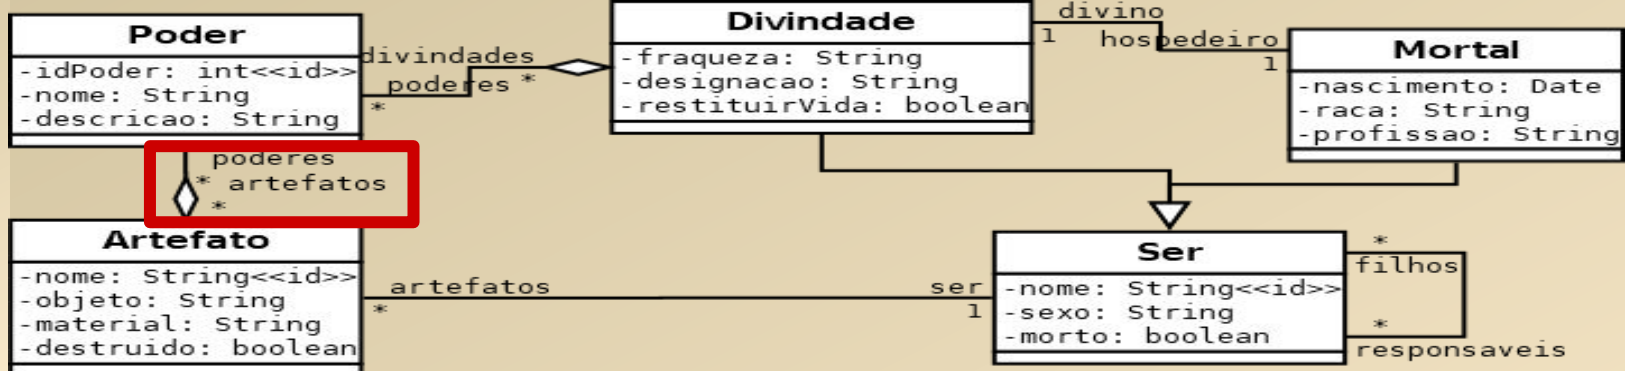 Poder
-idPoder: int<<id>>
-nome: String
-descricao: String
divindades
poderes *
*
Divindade
-fraqueza: String
-designacao: String
-restituirVida: boolean
divino
1
hospedeiro
1
Mortal
-nascimento: Date
-raca: String
-profissao: String
poderes
* artefatos
*
Artefato
-nome: String<<id>>
-objeto: String
-material: String
-destruido: boolean
artefatos
*
ser
1
Ser
-nome: String<<id>>
-sexo: String
-morto: boolean
*
filhos
*
responsaveis